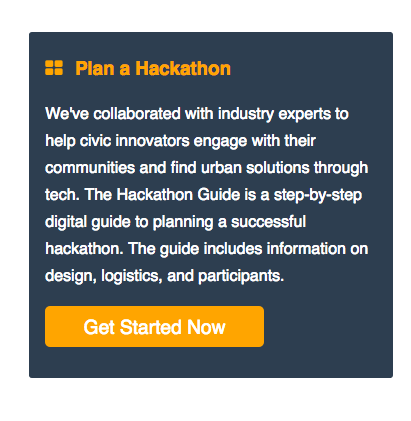 Plan a Hackathon
We've collaborated with industry experts to
help civic innovators engage with their
communities and find urban solutions through
tech. The Hackathon Guide is a step-by-step
digital guide to planning a successful
hackathon. The guide includes information on
design, logistics, and participants.
Get Started Now